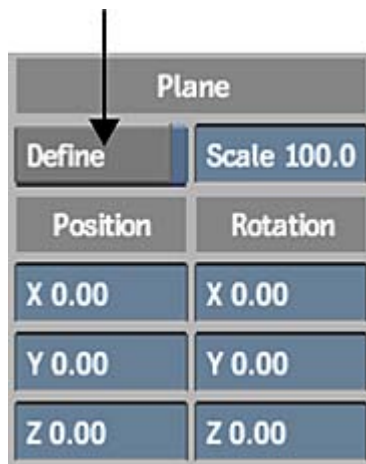 Plane
Define Scale 100.0
Position Rotation
X 0.00 X 0.00
Y 0.00 Y 0.00
Z 0.00 Z 0.00